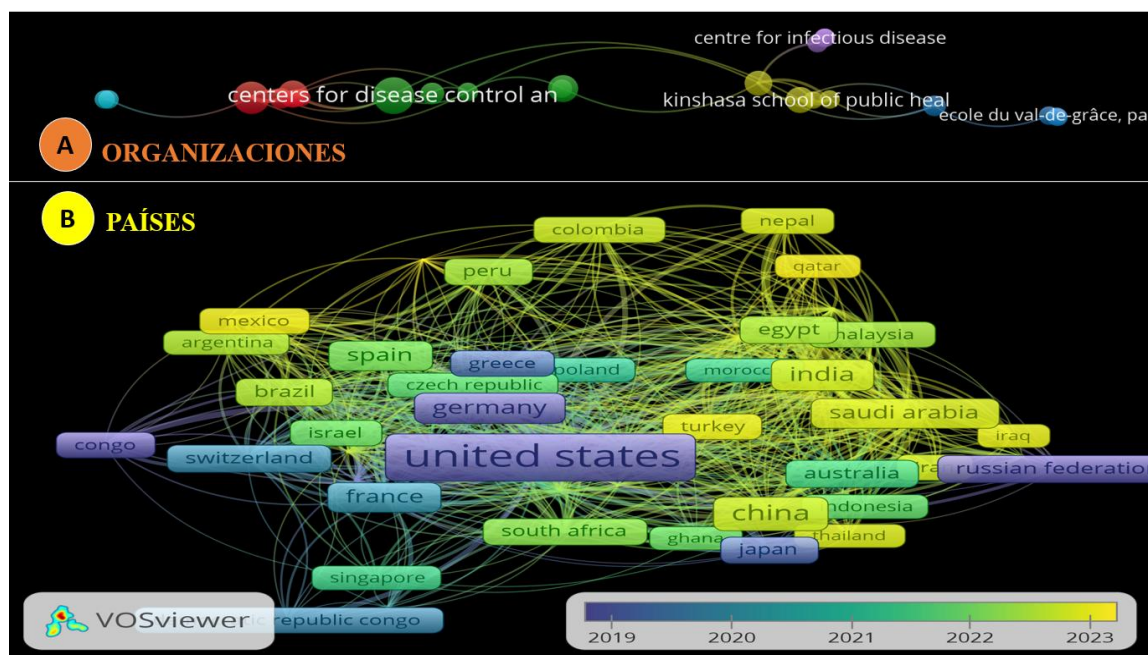 centre for infectious disease
centers for disease control an
kinshasa school of public heal
ecole du val-de-grâce, pa
A ORGANIZACIONES
B PAÍSES
colombia
nepal
peru
qatar
mexico
argentina
egypt
malaysia
spain
greece
poland
morocc
india
czech republic
brazil
germany
saudi arabia
israel
turkey
iraq
congo
switzerland
united states
australia
ira
russian federatio
france
china
indonesia
south africa
ghana
thailand
japan
singapore
VOSviewer
republic congo
2019 2020 2021 2022 2023